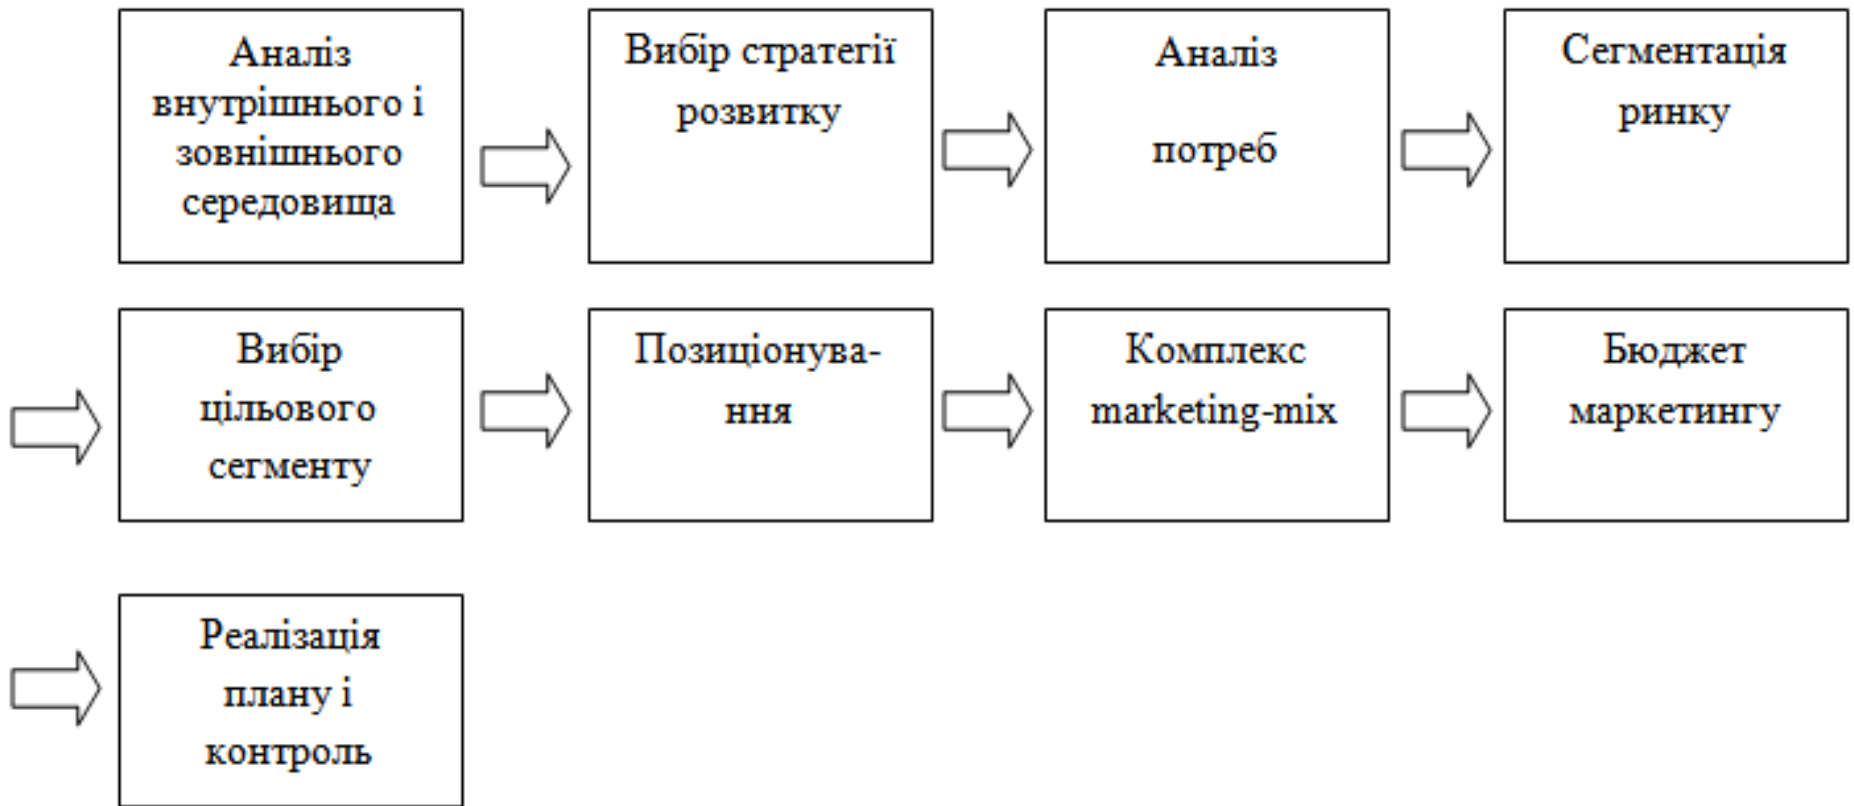 Аналіз
внутрішнього і
зовнішнього
середовища
Вибір стратегії
розвитку
Аналіз
потреб
Сегментація
ринку
Вибір
цільового
сегменту
Позиціонува-
ння
Комплекс
marketing-mix
Бюджет
маркетингу
Реалізація
плану і
контроль